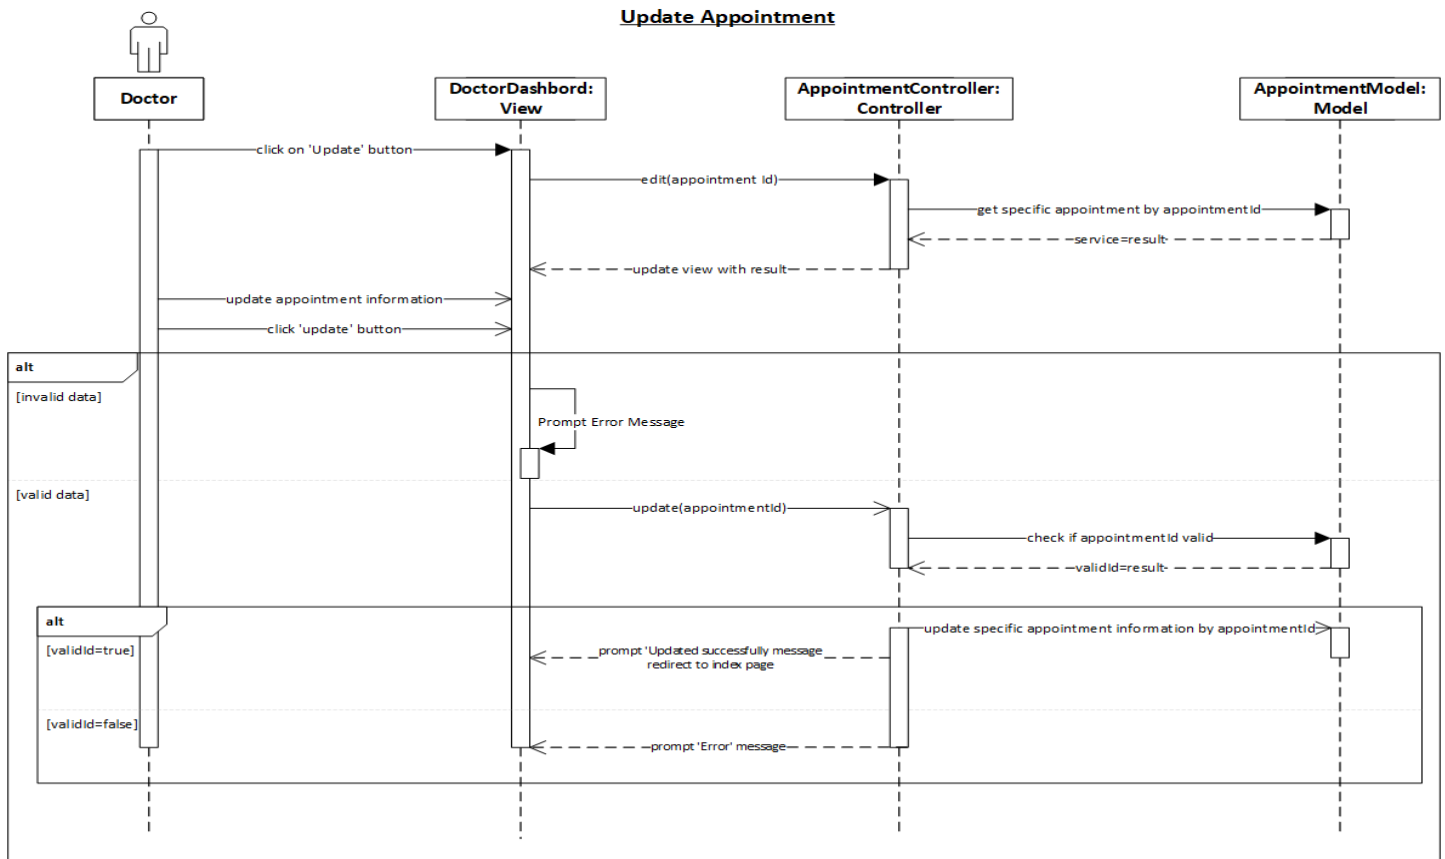 Update Appointment
Doctor
DoctorDashbord:
View
AppointmentController:
Controller
AppointmentModel:
Model
click on 'Update' button
edit(appointment Id)
get specific appointment by appointmentId
service=result
update view with result
update appointment information
click 'update' button
alt
[invalid data]
Prompt Error Message
[valid data]
update(appointmentId)
check if appointmentId valid
validId=result
alt
update specific appointment information by appointmentId
[validId=true]
prompt 'Updated successfully message
redirect to index page
[validId=false]
prompt 'Error' message